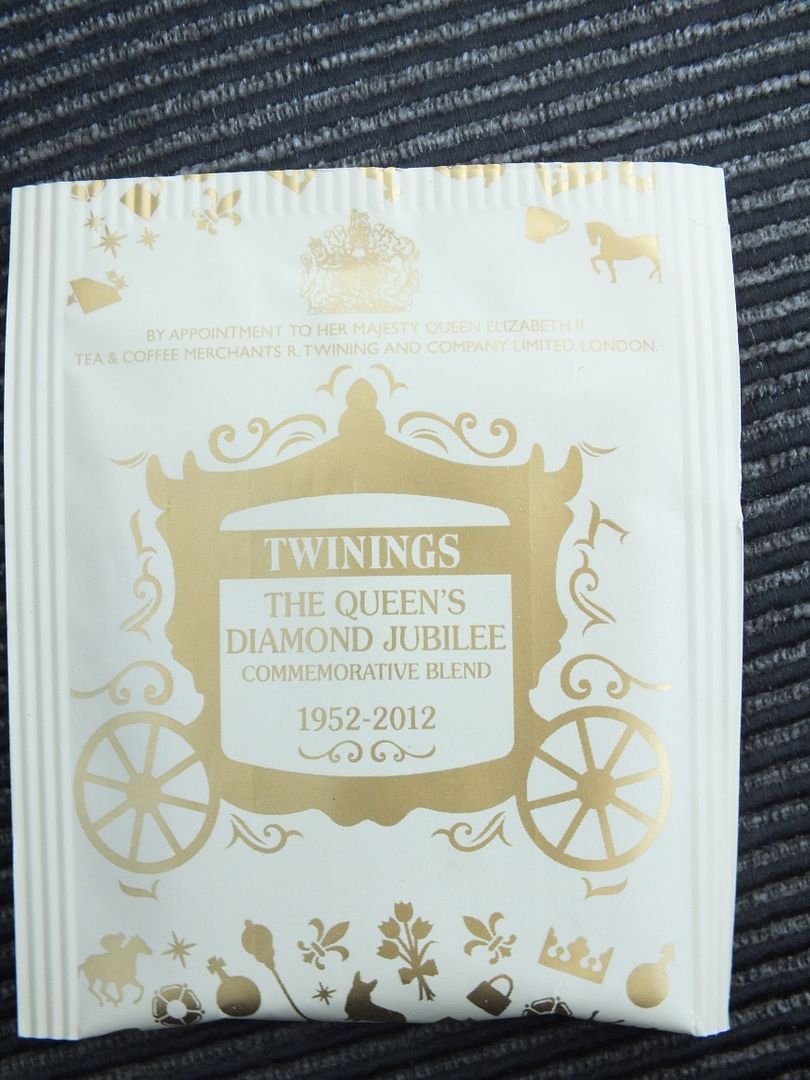 BY APPOINTMENT TO HER MAJESTY QUEEN ELIZABETH II
TEA & COFFEE MERCHANTS R. TWINING AND COMPANY LIMITED, LONDON.
TWININGS
THE QUEEN'S
DIAMOND JUBILEE
COMMEMORATIVE BLEND
1952-2012